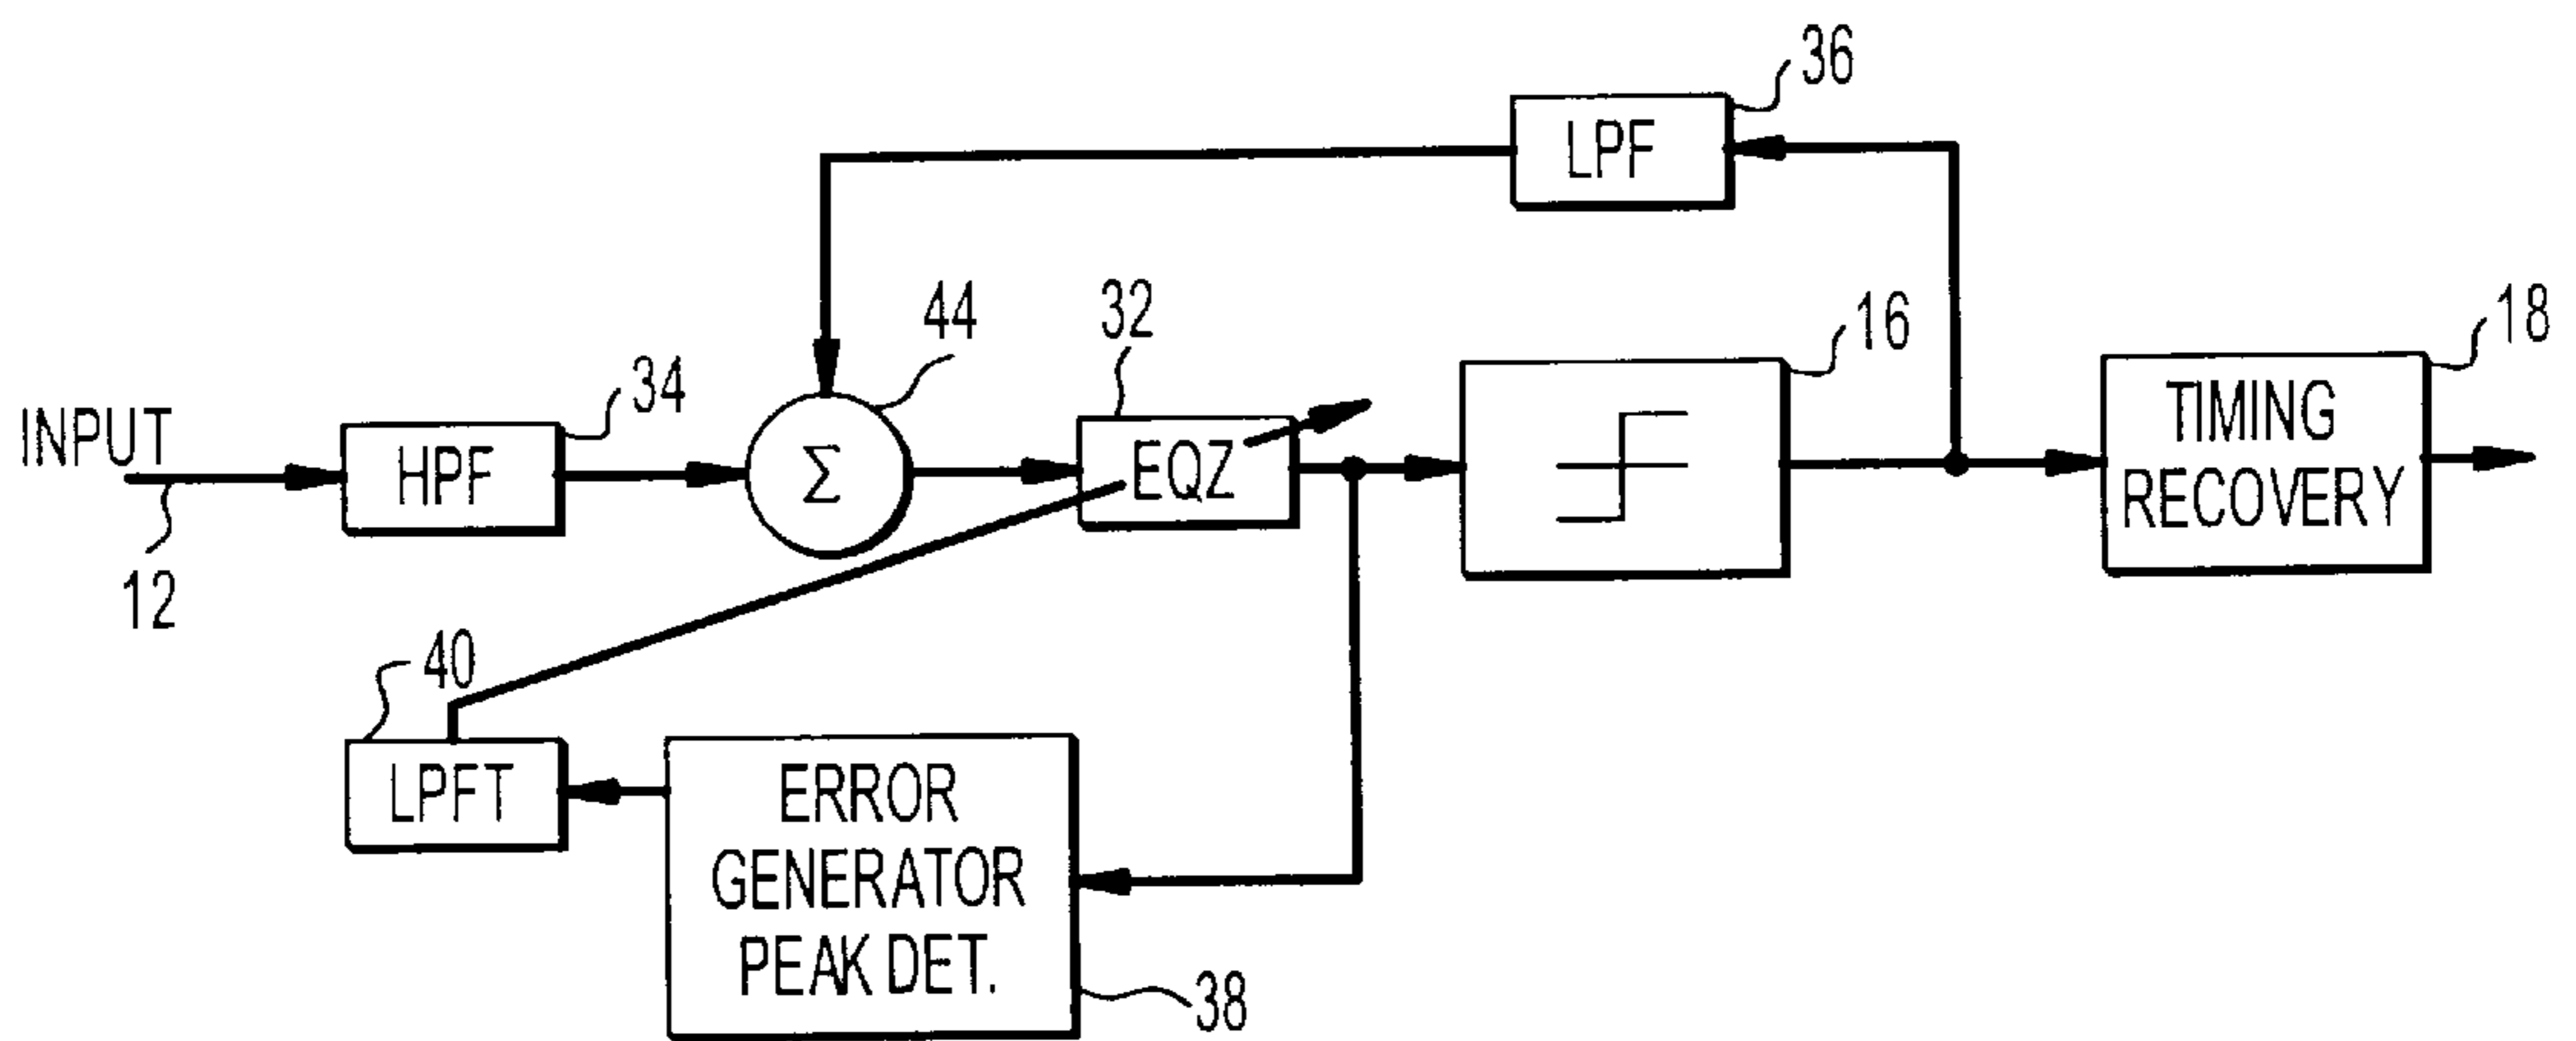 36
LPF
44
32
16
18
34
INPUT
HPF
Σ
EQZ
TIMING
RECOVERY
12
40
LPFT
ERROR
GENERATOR
PEAK DET.
38